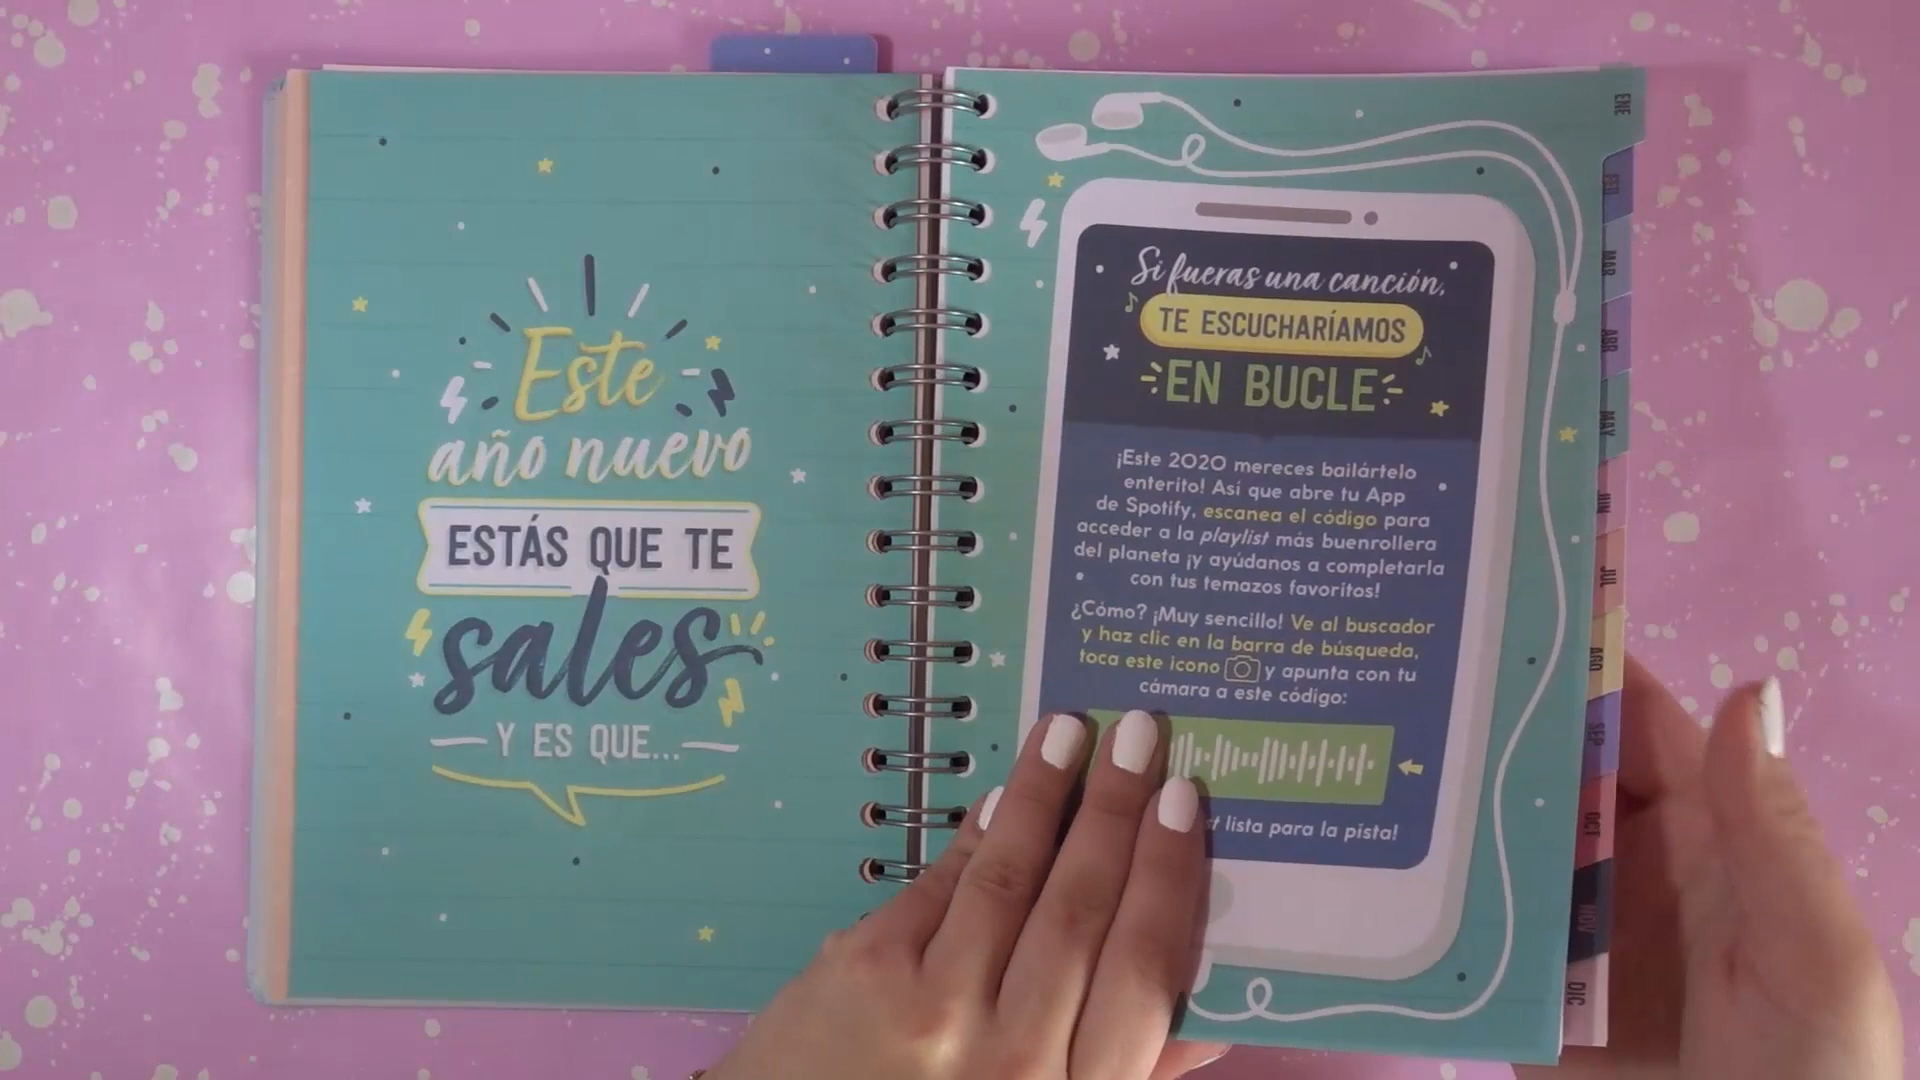 Este
año nuevo
ESTÁS QUE TE
sales
Y ES QUE...
Si fueras una canción,
TE ESCUCHARÍAMOS
EN BUCLE
¡Este 2020 mereces bailártelo
enterito! Así que abre tu App
de Spotify, escanea el código para
acceder a la playlist más buenrollera
del planeta ¡y ayúdanos a completarla
con tus temazos favoritos!
¿Cómo? ¡Muy sencillo! Ve al buscador
y haz clic en la barra de búsqueda,
toca este icono y apunta con tu
cámara a este código:
lista para la pista!
ENE
FEB
MAR
ABR
MAY
JUN
JUL
AGO
SEP
OCT
NOV
DIC